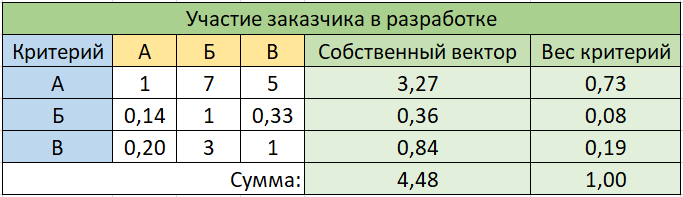 Участие заказчика в разработке
Критерий А Б В Собственный вектор Вес критерий
А 1 7 5 3,27 0,73
Б 0,14 1 0,33 0,36 0,08
В 0,20 3 1 0,84 0,19
Сумма: 4,48 1,00